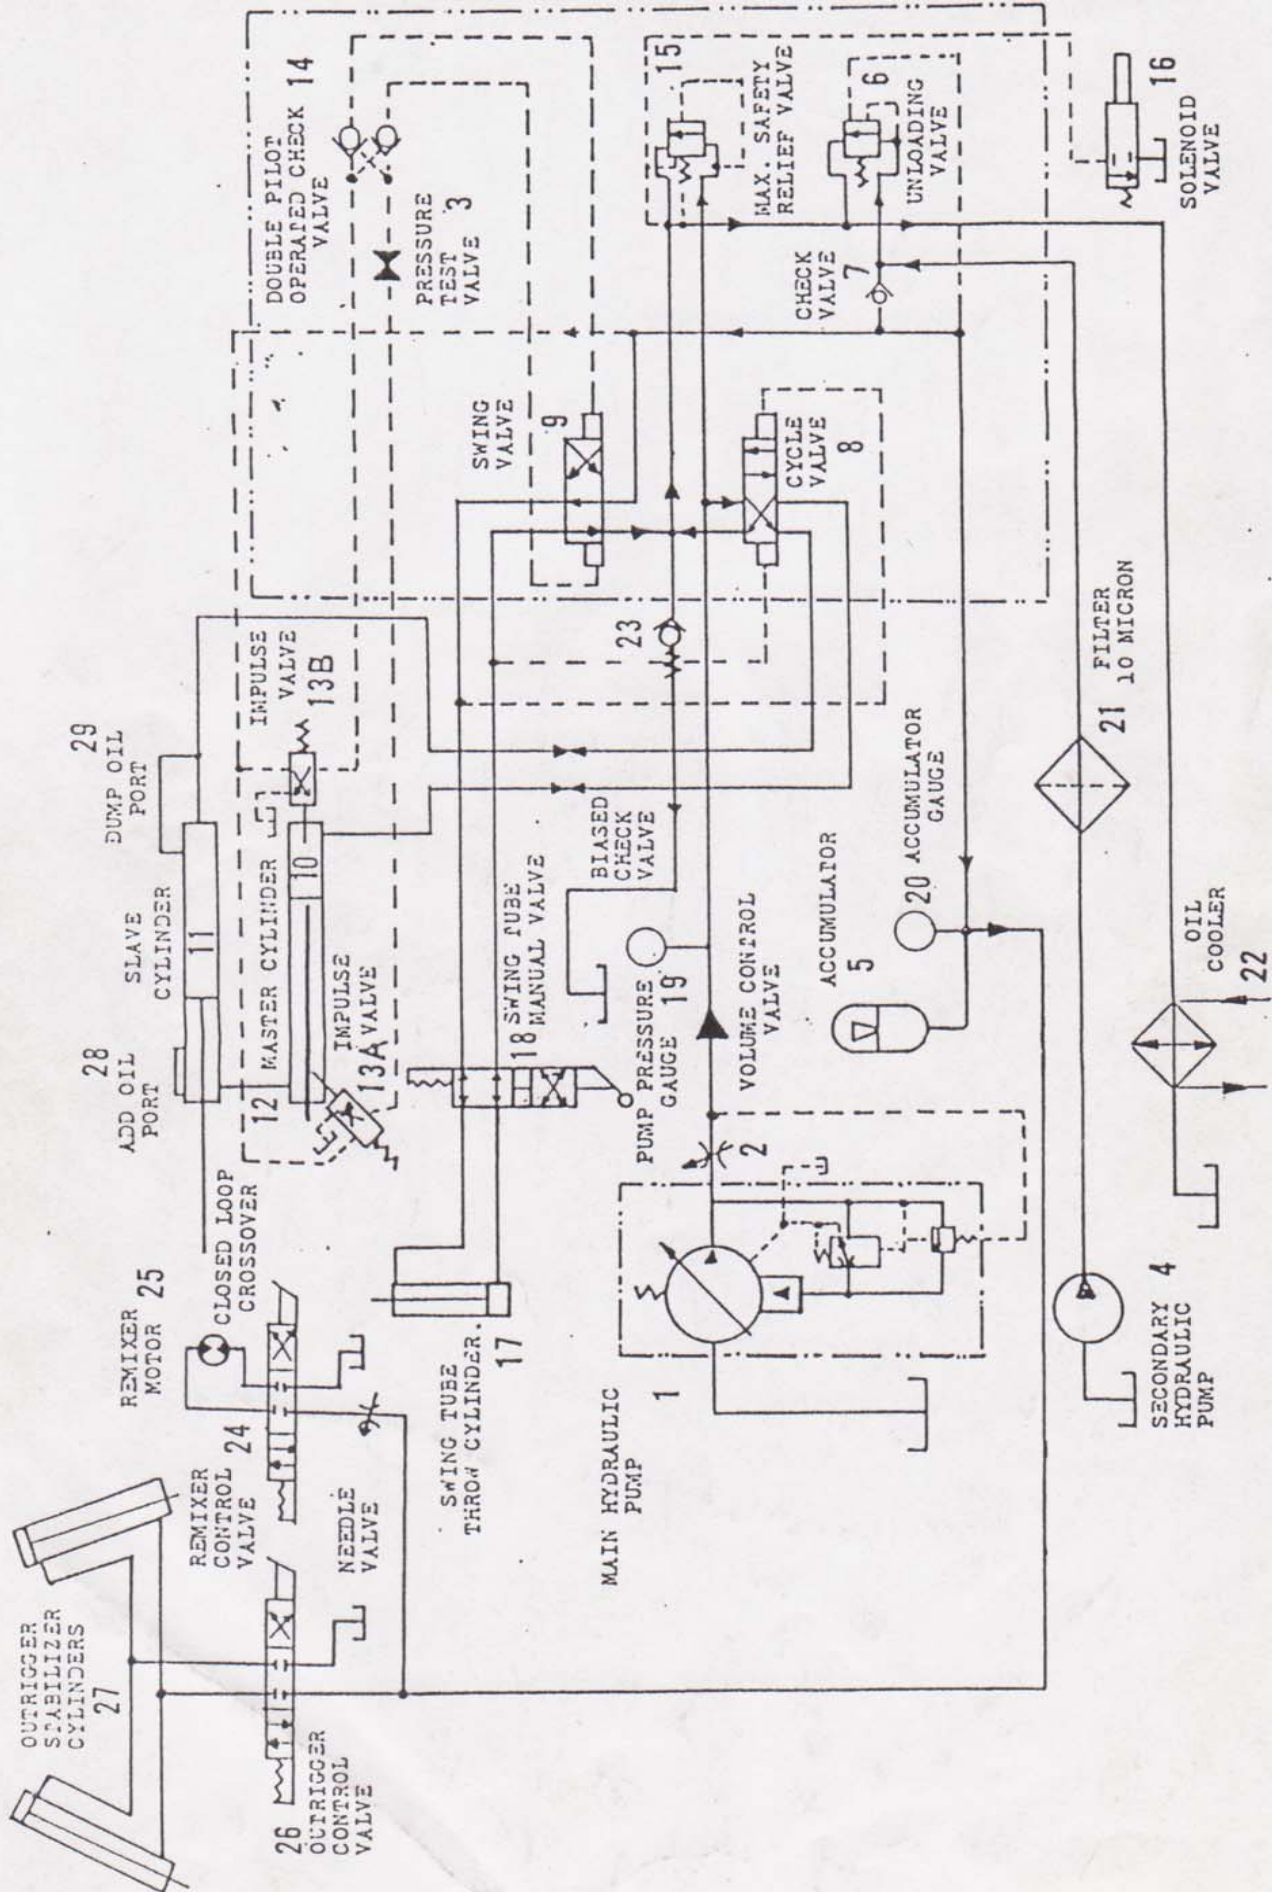 DOUBLE PILOT
OPERATED CHECK 14
VALVE
15
MAX. SAFETY
RELIEF VALVE
6
UNLOADING
VALVE
16
SOLENOID
VALVE
PRESSURE
TEST 3
VALVE
CHECK
VALVE 7
SWING
VALVE 9
CYCLE
VALVE 8
29
DUMP OIL
PORT
IMPULSE
VALVE
13B
SLAVE
CYLINDER
11
28
ADD OIL
PORT
12 MASTER CYLINDER
10
IMPULSE
13A VALVE
23
BIASED
CHECK
VALVE
SWING TUBE
18 MANUAL VALVE
PUMP PRESSURE
GAUGE 19
VOLUME CONTROL
VALVE 2
ACCUMULATOR
5
20 ACCUMULATOR
GAUGE
21 FILTER
10 MICRON
OIL
COOLER
22
REMIXER
MOTOR 25
CLOSED LOOP
CROSSOVER
REMIXER
CONTROL 24
VALVE
NEEDLE
VALVE
SWING TUBE
THROW CYLINDER.
17
OUTRIGGER
STABILIZER
CYLINDERS
27
26
OUTRIGGER
CONTROL
VALVE
MAIN HYDRAULIC
PUMP 1
SECONDARY
HYDRAULIC
PUMP 4